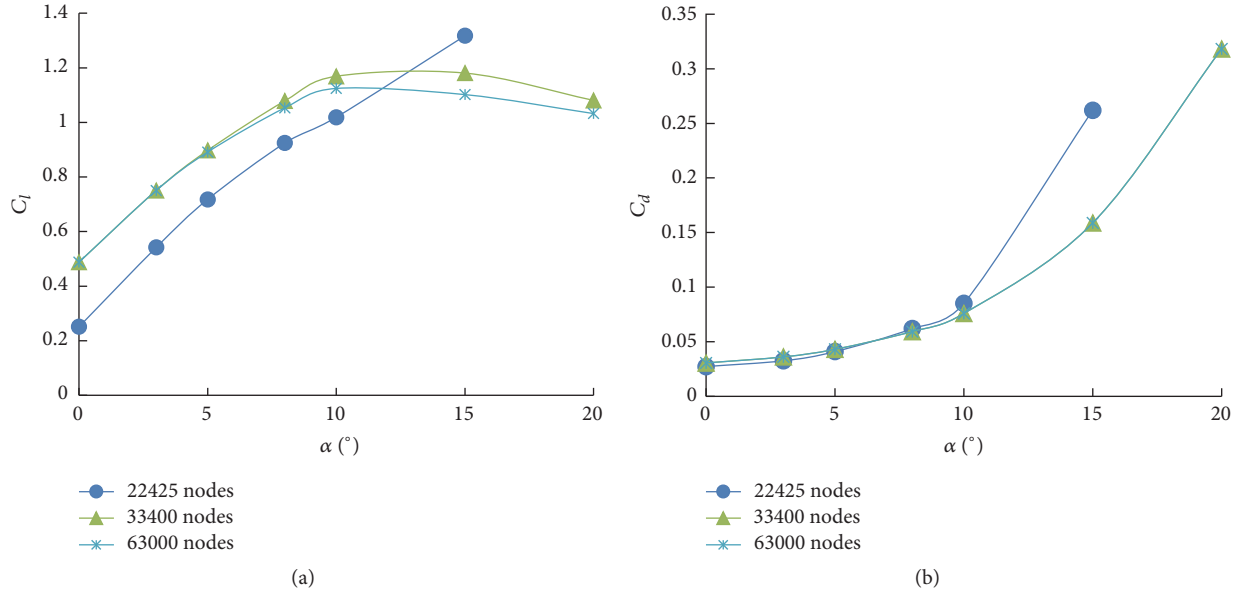 1.4
1.2
1
0.8
0.6
0.4
0.2
0
C_l
0 5 10 15 20
α (°)
22425 nodes
33400 nodes
63000 nodes
(a)
0.35
0.3
0.25
0.2
0.15
0.1
0.05
0
C_d
0 5 10 15 20
α (°)
22425 nodes
33400 nodes
63000 nodes
(b)